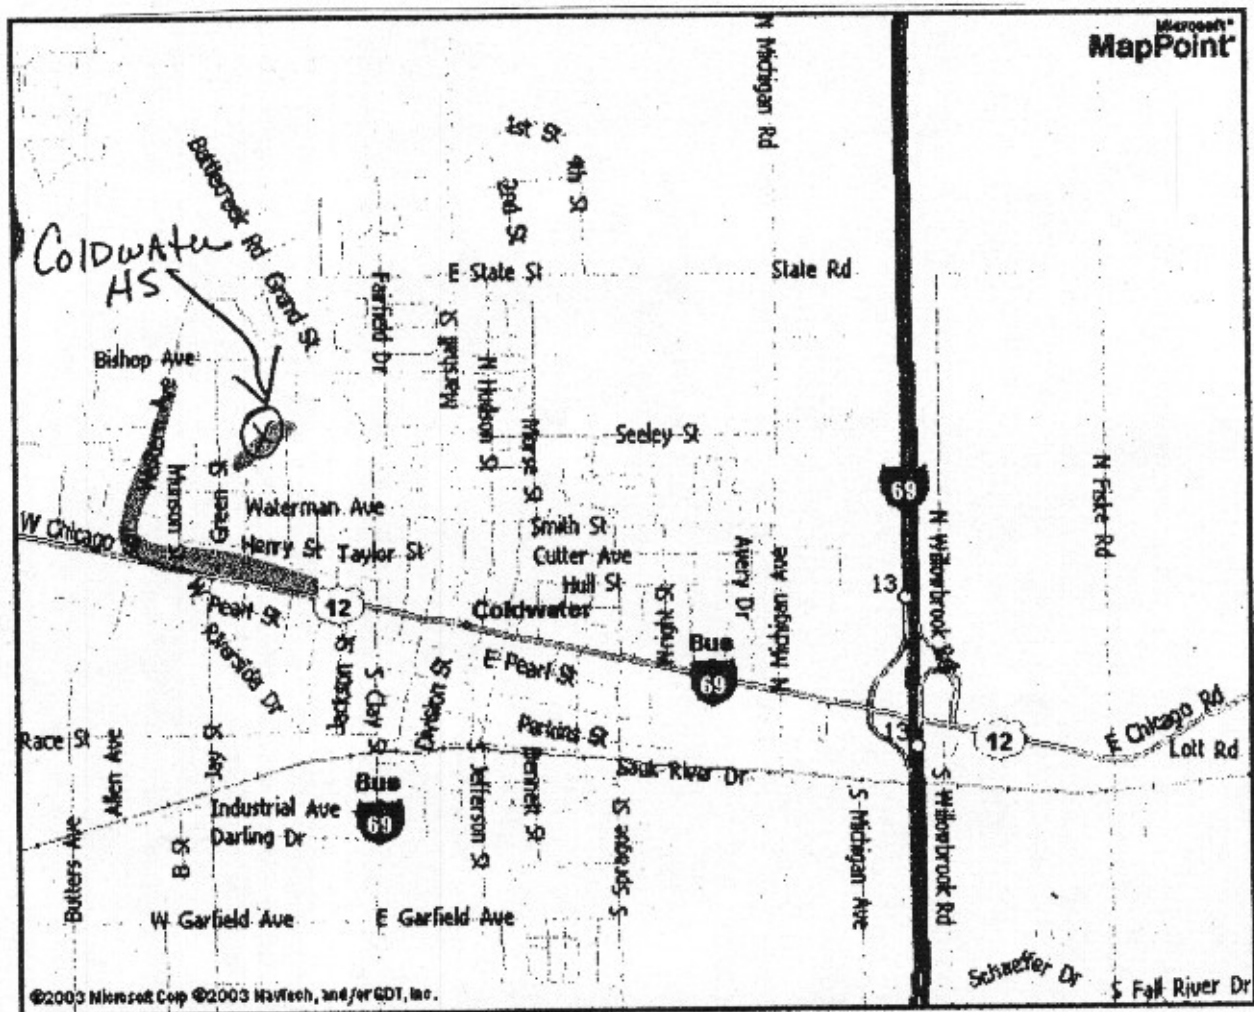 Microsoft
MapPoint
N Michigan Rd
1st St
4th St
2nd St
Battlecreek Rd
Grand St
Coldwater
HS
E State St
State Rd
Fairfield Dr
N Marshall St
N Hudson St
Morse St
Bishop Ave
Seeley St
Munson St
Green St
69
N Fiske Rd
N Willowbrook Rd
Waterman Ave
W Chicago
Henry St
Taylor St
Smith St
Cutter Ave
Hull St
Avery Dr
N Michigan Ave
13
W Pearl St
12
Coldwater
N Wright St
Bus
69
Riverside Dr
E Pearl St
Jackson St
S Clay St
Division St
Parkins St
13
12
E Chicago Rd
Lott Rd
Race St
Allen Ave
Jay St
Sauk River Dr
Bus
69
Industrial Ave
Darling Dr
S Jefferson St
Bennett St
S Sprague St
S Michigan Ave
S Willowbrook Rd
Butters Ave
B St
W Garfield Ave
E Garfield Ave
Schaeffer Dr
S Fall River Dr
©2003 Microsoft Corp ©2003 NavTech, and/or GDT, Inc.